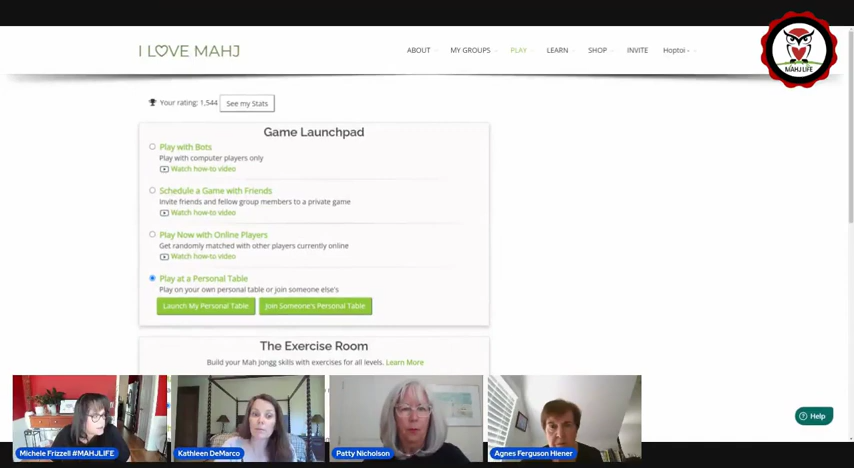 I LOVE MAHJ
ABOUT MY GROUPS PLAY LEARN SHOP INVITE Hoptoi -
MAHJ LIFE
Your rating: 1,544 See my Stats
Game Launchpad
Play with Bots
Play with computer players only
Watch how-to video
Schedule a Game with Friends
Invite friends and fellow group members to a private game
Watch how-to video
Play Now with Online Players
Get randomly matched with other players currently online
Watch how-to video
Play at a Personal Table
Play on your own personal table or join someone else's
Launch My Personal Table Join Someone's Personal Table
The Exercise Room
Build your Mah Jongg skills with exercises for all levels. Learn More
Help
Michele Frizzell #MAHJLIFE Kathleen DeMarco Patty Nicholson Agnes Ferguson Hiener